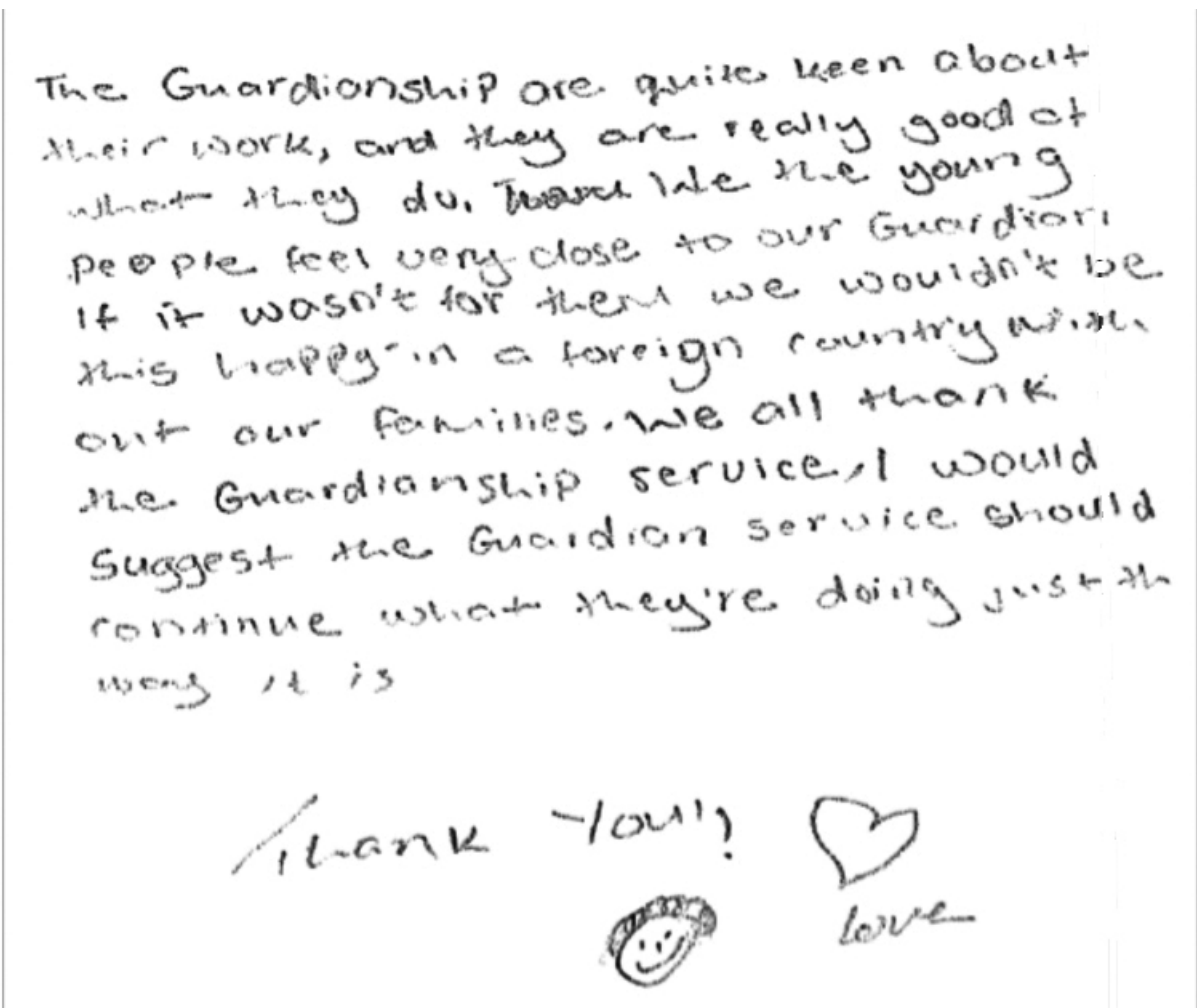 The Guardianship are quite keen about
their work, and they are really good at
what they do. We the young
people feel very close to our Guardian.
If it wasn't for them we wouldn't be
this happy in a foreign country with
out our families. We all thank
the Guardianship service, I would
Suggest the Guardian service should
continue what they're doing just th
way it is
Thank You!!
love